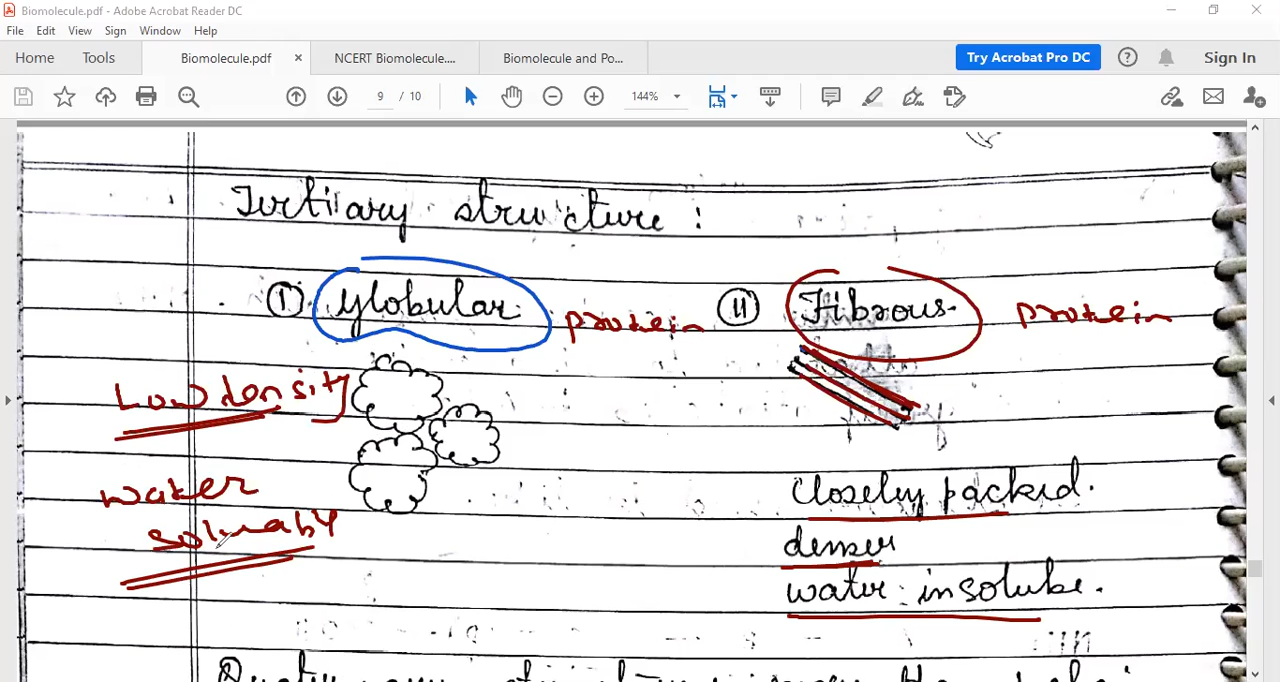 Biomolecule.pdf - Adobe Acrobat Reader DC
File Edit View Sign Window Help
Home Tools Biomolecule.pdf × NCERT Biomolecule.... Biomolecule and Po... Try Acrobat Pro DC Sign In
9 / 10 144%
Tertiary structure :
I Globular protein II Fibrous protein
Low density
Closely packed.
water
denser
water insoluble.